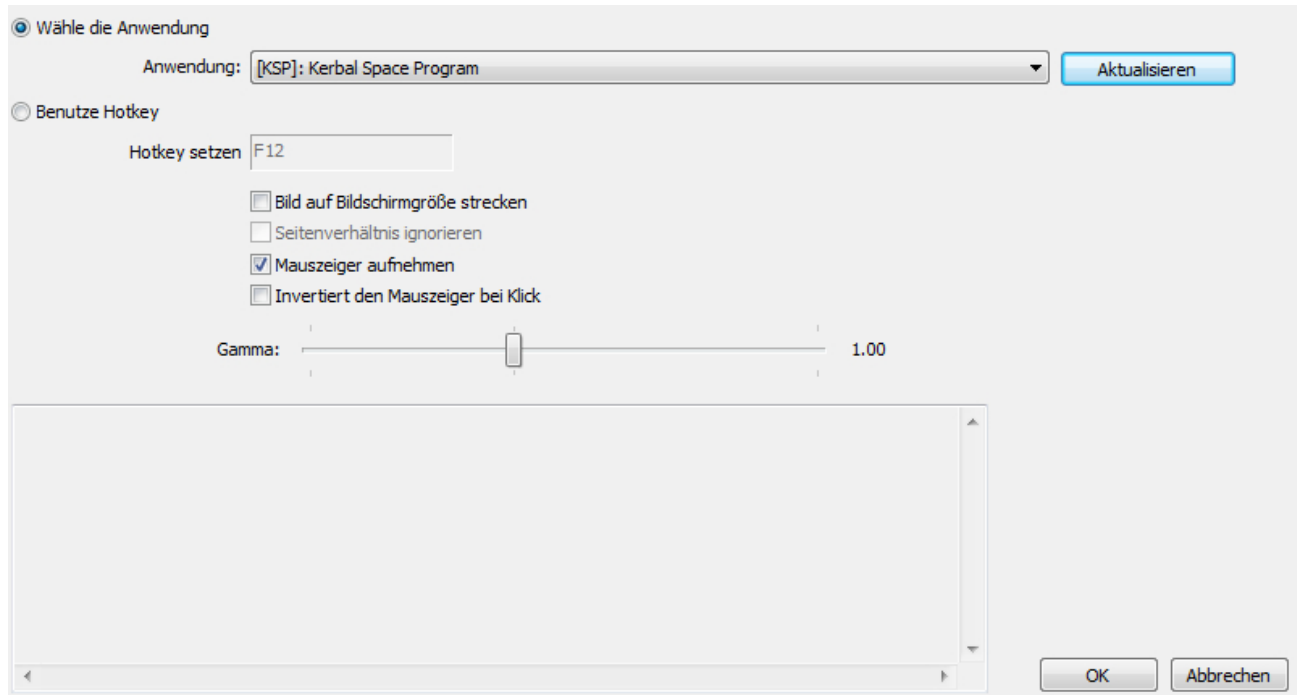 Wähle die Anwendung
Anwendung: [KSP]: Kerbal Space Program Aktualisieren
Benutze Hotkey
Hotkey setzen F12
Bild auf Bildschirmgröße strecken
Seitenverhältnis ignorieren
Mauszeiger aufnehmen
Invertiert den Mauszeiger bei Klick
Gamma: 1.00
OK Abbrechen